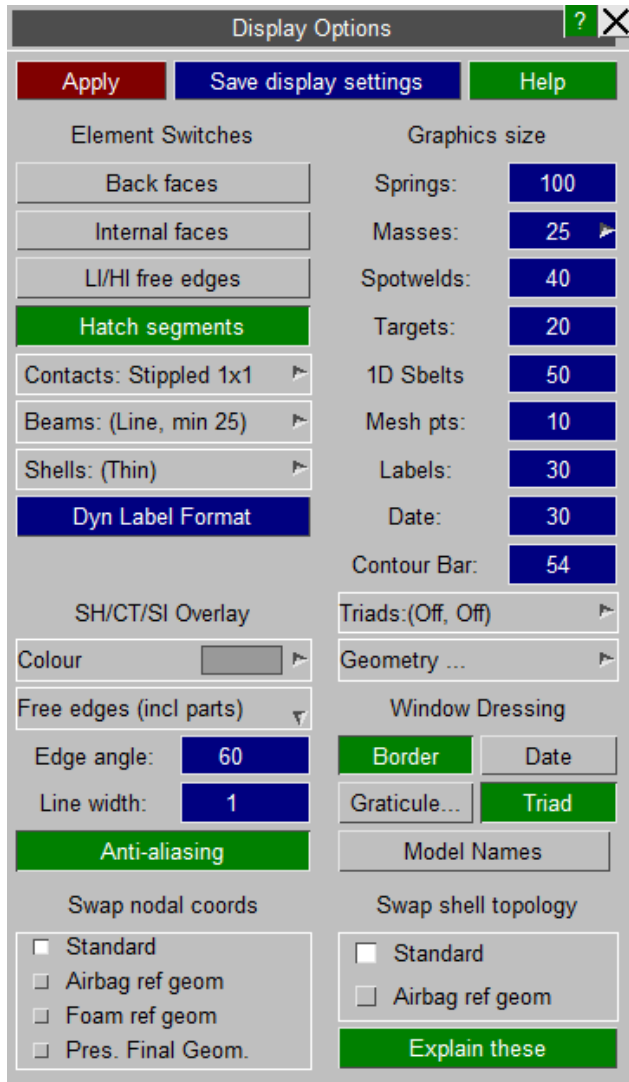 Display Options
?
Apply
Save display settings
Help
Element Switches
Back faces
Internal faces
LI/HI free edges
Hatch segments
Contacts: Stippled 1x1
Beams: (Line, min 25)
Shells: (Thin)
Dyn Label Format
Graphics size
Springs: 100
Masses: 25
Spotwelds: 40
Targets: 20
1D Sbelts 50
Mesh pts: 10
Labels: 30
Date: 30
Contour Bar: 54
Triads:(Off, Off)
Geometry ...
SH/CT/SI Overlay
Colour
Free edges (incl parts)
Edge angle: 60
Line width: 1
Anti-aliasing
Window Dressing
Border
Date
Graticule...
Triad
Model Names
Swap nodal coords
Standard
Airbag ref geom
Foam ref geom
Pres. Final Geom.
Swap shell topology
Standard
Airbag ref geom
Explain these